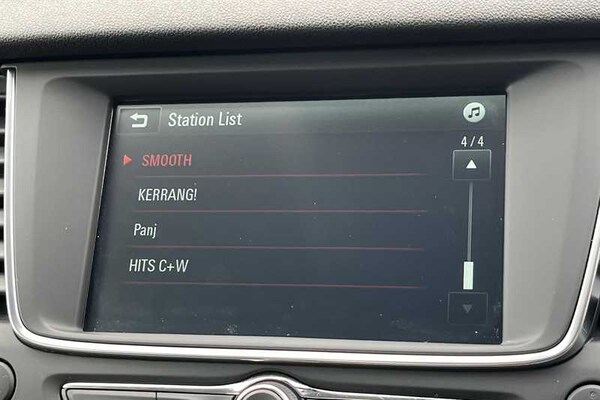 Station List
4/4
SMOOTH
KERRANG!
Panj
HITS C+W